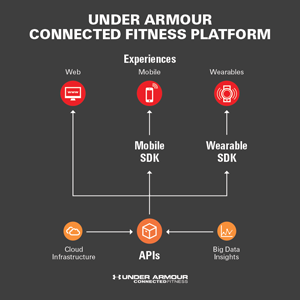 UNDER ARMOUR
CONNECTED FITNESS PLATFORM
Experiences
Web
Mobile
Wearables
Mobile
SDK
Wearable
SDK
Cloud
Infrastructure
APIs
Big Data
Insights
UNDER ARMOUR
CONNECTEDFITNESS